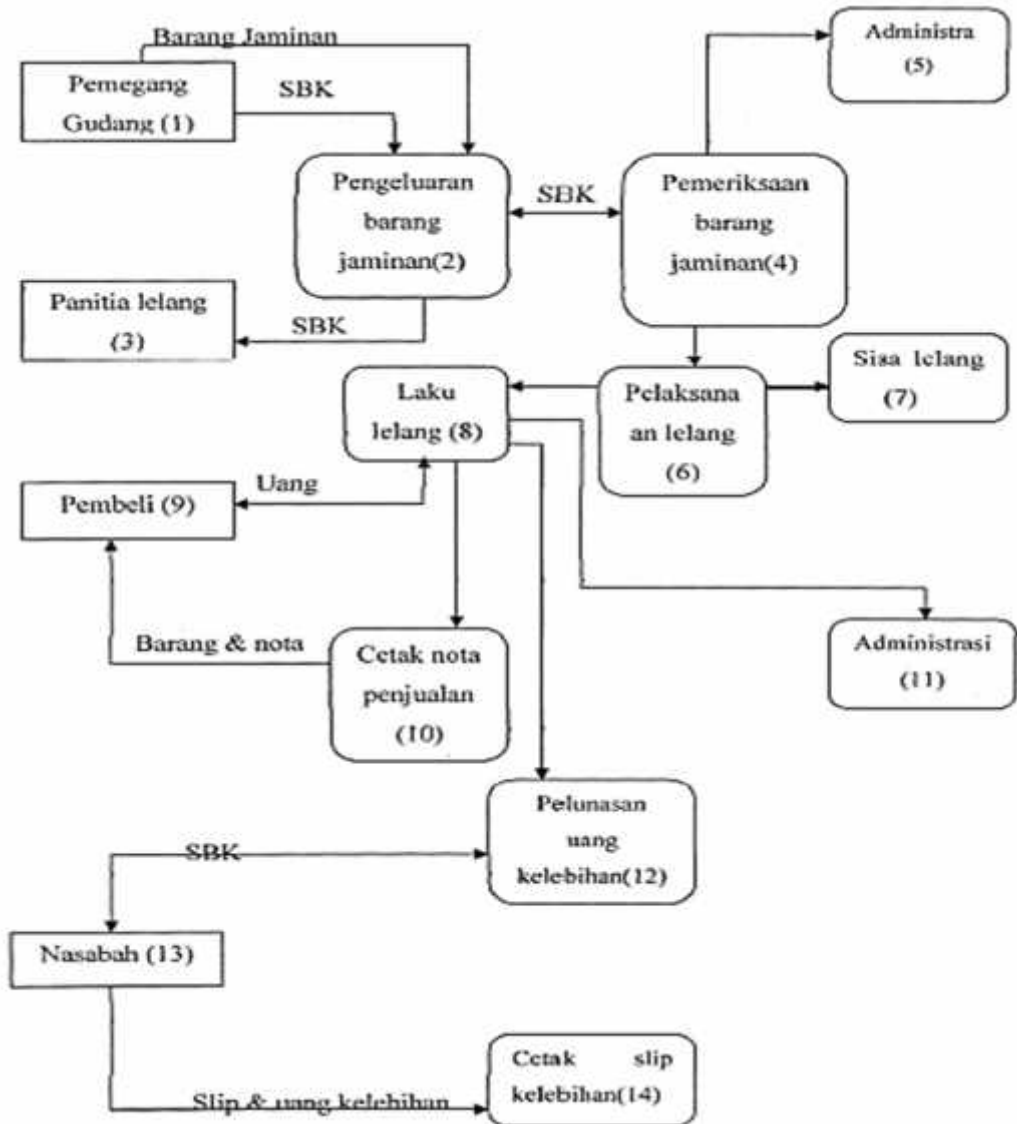 Barang Jaminan
Pemegang
Gudang (1)
SBK
Administra
(5)
Pengeluaran
barang
jaminan(2)
SBK
Pemeriksaan
barang
jaminan(4)
Panitia lelang
(3)
SBK
Laku
lelang (8)
Pelaksana
an lelang
(6)
Sisa lelang
(7)
Uang
Pembeli (9)
Barang & nota
Cetak nota
penjualan
(10)
Administrasi
(11)
Pelunasan
uang
kelebihan(12)
SBK
Nasabah (13)
Cetak slip
kelebihan(14)
Slip & uang kelebihan